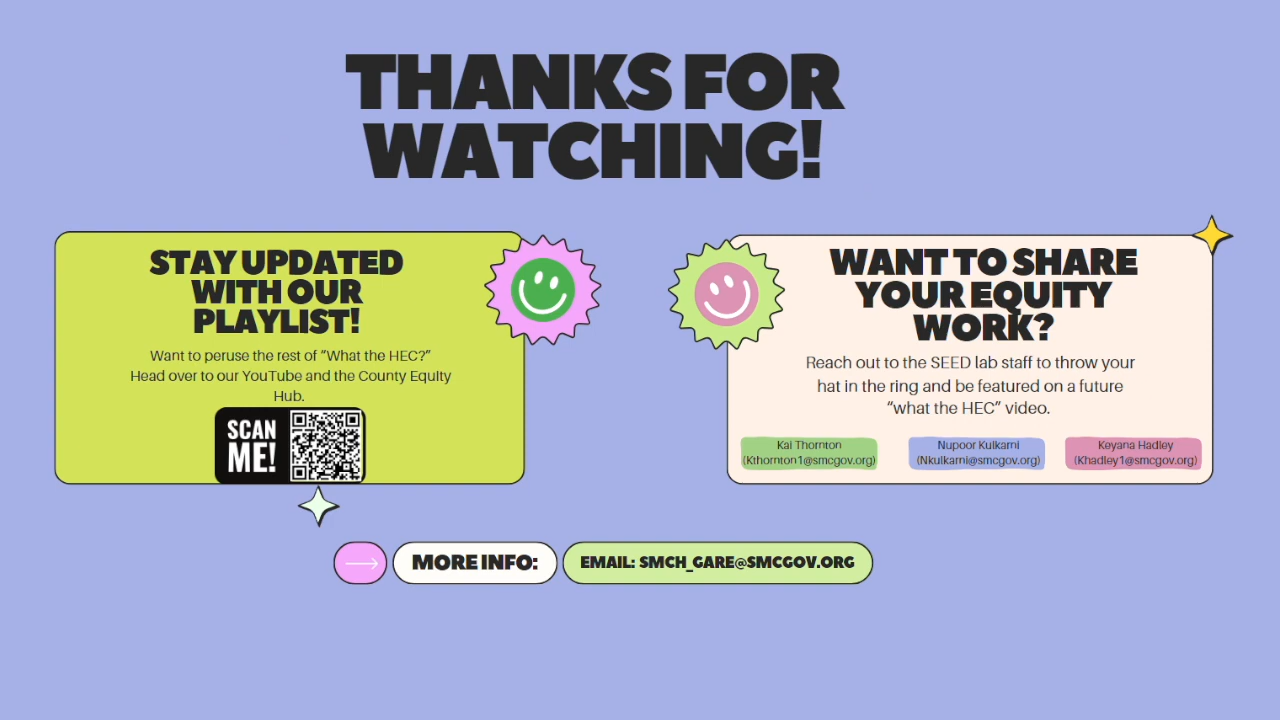 THANKS FOR
WATCHING!
STAY UPDATED
WITH OUR
PLAYLIST!
Want to peruse the rest of “What the HEC?”
Head over to our YouTube and the County Equity
Hub.
SCAN
ME!
WANT TO SHARE
YOUR EQUITY
WORK?
Reach out to the SEED lab staff to throw your
hat in the ring and be featured on a future
“what the HEC” video.
Kai Thornton
(Kthornton1@smcgov.org)
Nupoor Kulkarni
(Nkulkarni@smcgov.org)
Keyana Hadley
(Khadley1@smcgov.org)
MORE INFO:
EMAIL: SMCH_GARE@SMCGOV.ORG